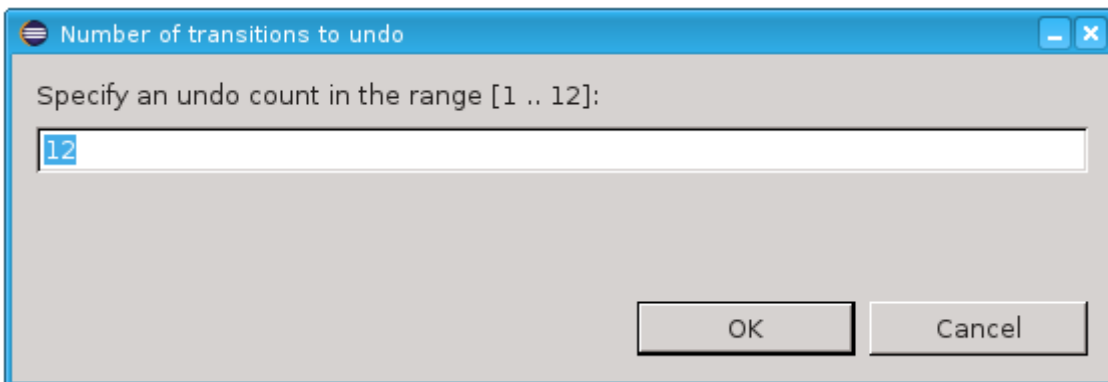 Number of transitions to undo
Specify an undo count in the range [1 .. 12]:
12
OK Cancel